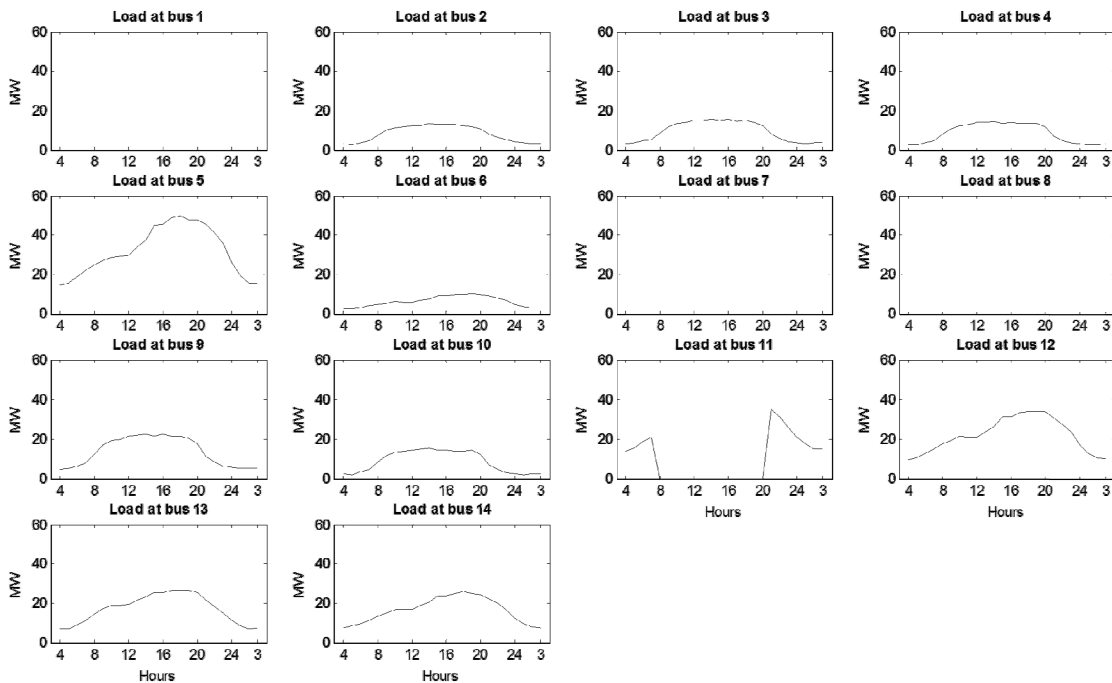 Load at bus 1
Load at bus 2
Load at bus 3
Load at bus 4
60
40
20
0
MW
4 8 12 16 20 24 3
60
40
20
0
MW
4 8 12 16 20 24 3
60
40
20
0
MW
4 8 12 16 20 24 3
60
40
20
0
MW
4 8 12 16 20 24 3
Load at bus 5
Load at bus 6
Load at bus 7
Load at bus 8
60
40
20
0
MW
4 8 12 16 20 24 3
60
40
20
0
MW
4 8 12 16 20 24 3
60
40
20
0
MW
4 8 12 16 20 24 3
60
40
20
0
MW
4 8 12 16 20 24 3
Load at bus 9
Load at bus 10
Load at bus 11
Load at bus 12
60
40
20
0
MW
4 8 12 16 20 24 3
60
40
20
0
MW
4 8 12 16 20 24 3
60
40
20
0
MW
4 8 12 16 20 24 3
Hours
60
40
20
0
MW
4 8 12 16 20 24 3
Hours
Load at bus 13
Load at bus 14
60
40
20
0
MW
4 8 12 16 20 24 3
Hours
60
40
20
0
MW
4 8 12 16 20 24 3
Hours